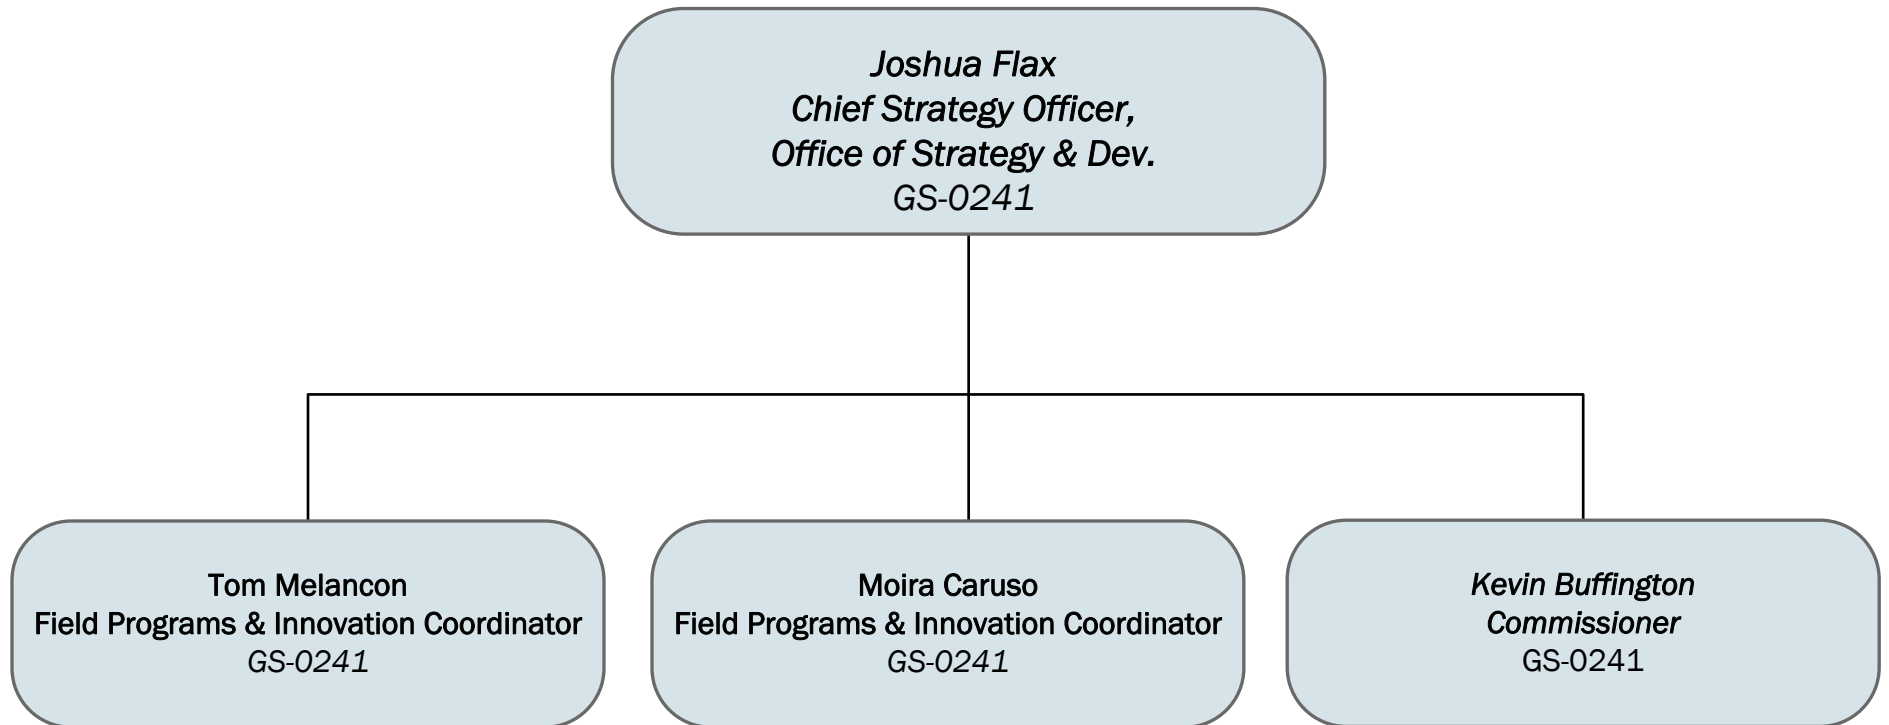 Joshua Flax
Chief Strategy Officer,
Office of Strategy & Dev.
GS-0241
Tom Melancon
Field Programs & Innovation Coordinator
GS-0241
Moira Caruso
Field Programs & Innovation Coordinator
GS-0241
Kevin Buffington
Commissioner
GS-0241